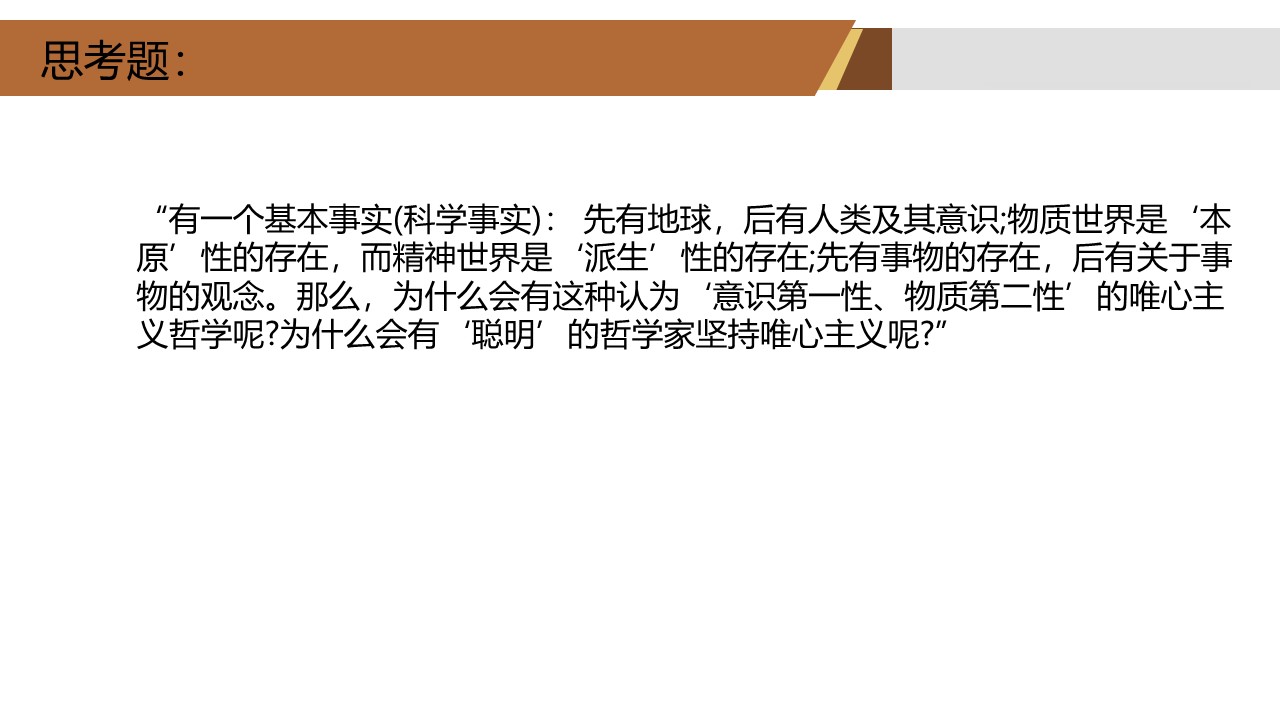 思考题：
“有一个基本事实(科学事实)： 先有地球，后有人类及其意识;物质世界是‘本
原’性的存在，而精神世界是‘派生’性的存在;先有事物的存在，后有关于事
物的观念。那么，为什么会有这种认为‘意识第一性、物质第二性’的唯心主
义哲学呢?为什么会有‘聪明’的哲学家坚持唯心主义呢?”